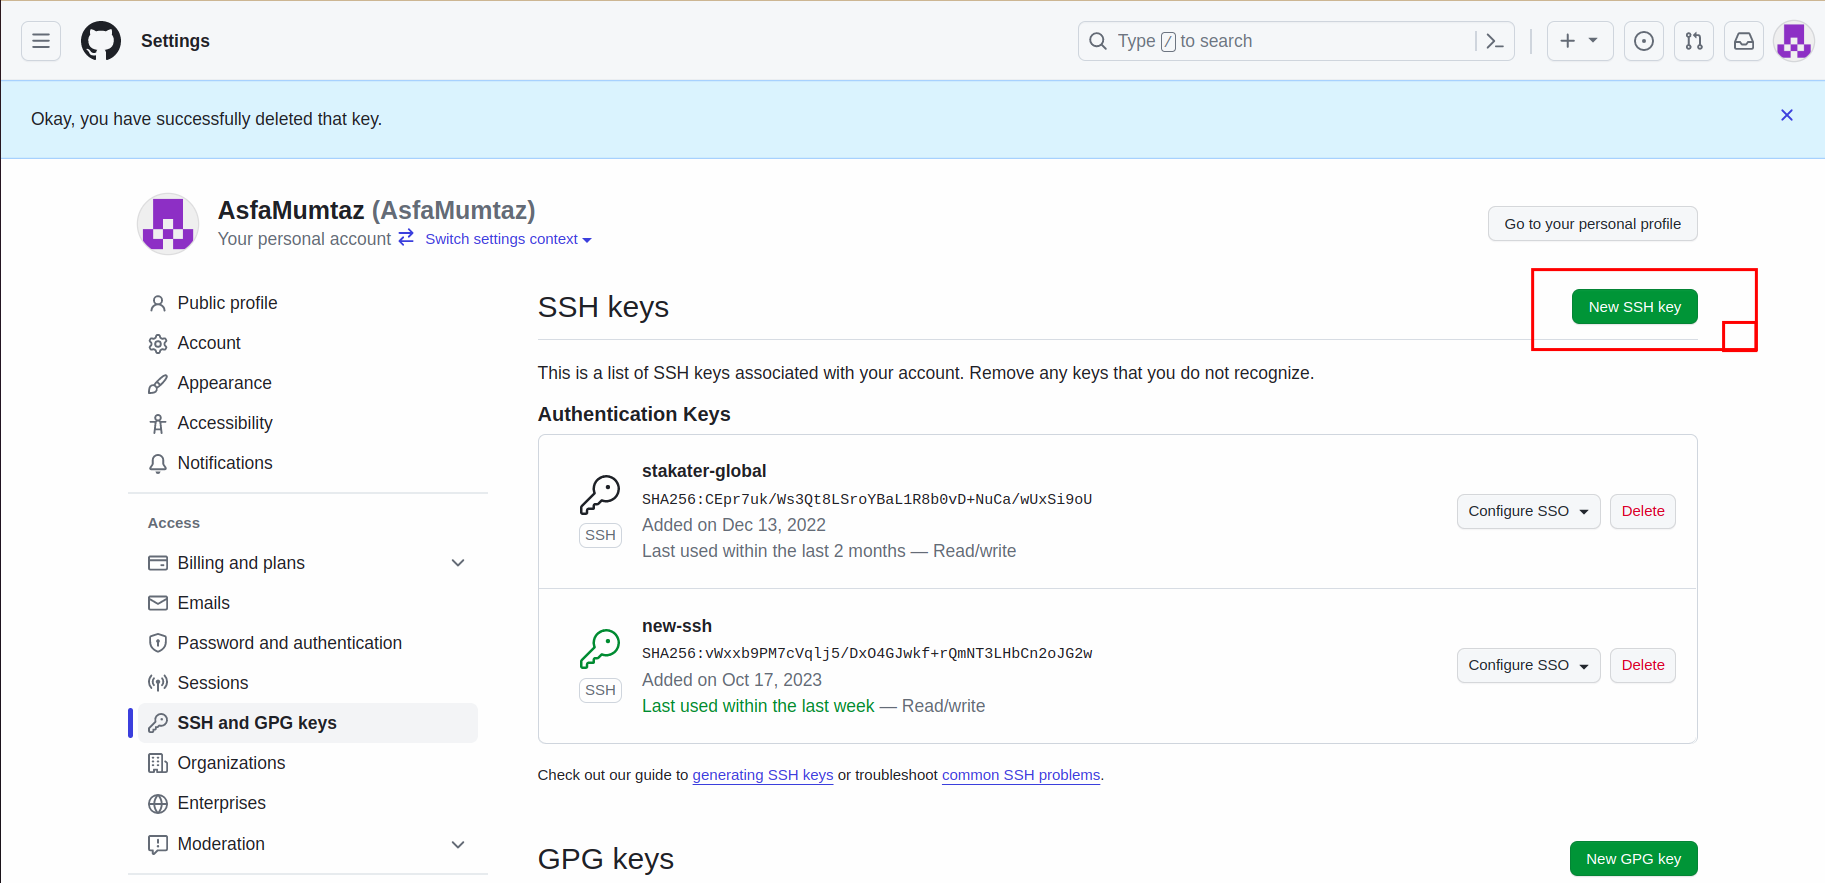 Settings
Type / to search
Okay, you have successfully deleted that key.
AsfaMumtaz (AsfaMumtaz)
Your personal account Switch settings context
Go to your personal profile
Public profile
Account
Appearance
Accessibility
Notifications
Access
Billing and plans
Emails
Password and authentication
Sessions
SSH and GPG keys
Organizations
Enterprises
Moderation
SSH keys
New SSH key
This is a list of SSH keys associated with your account. Remove any keys that you do not recognize.
Authentication Keys
stakater-global
SHA256:CEpr7uk/Ws3Qt8LSroYBaL1R8b0vD+NuCa/wUxSi9oU
Added on Dec 13, 2022
Last used within the last 2 months — Read/write
SSH
Configure SSO
Delete
new-ssh
SHA256:vWxxb9PM7cVqlj5/DxO4GJwkf+rQmNT3LHbCn2oJG2w
Added on Oct 17, 2023
Last used within the last week — Read/write
SSH
Configure SSO
Delete
Check out our guide to generating SSH keys or troubleshoot common SSH problems.
GPG keys
New GPG key